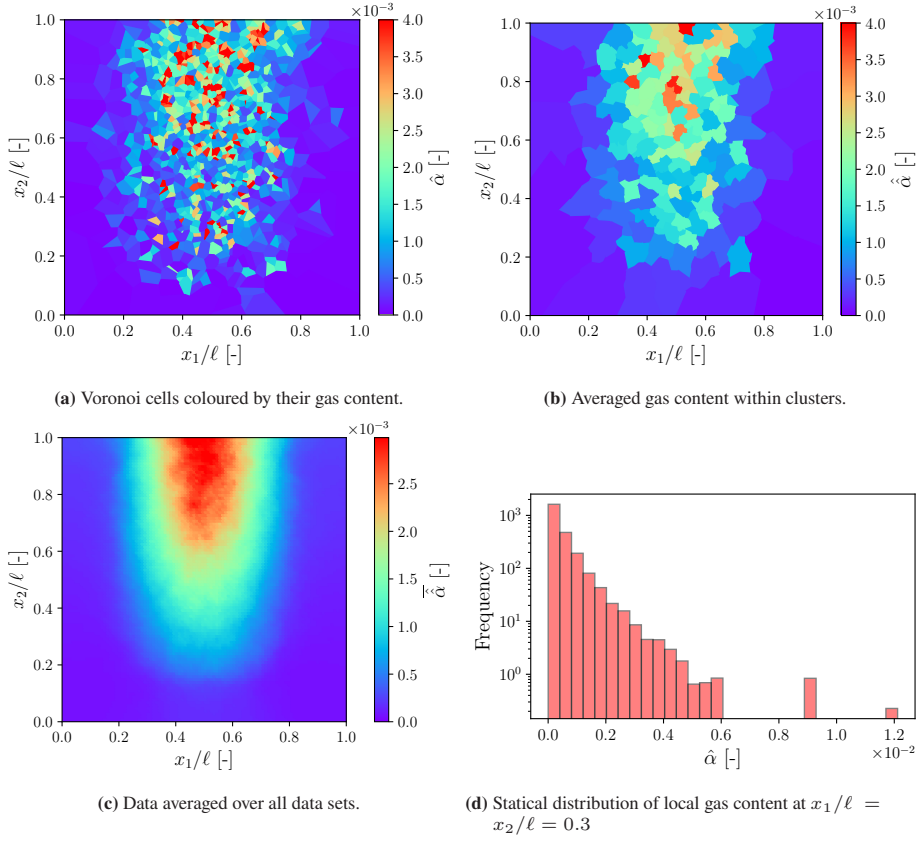 ×10⁻³
1.0
0.8
0.6
0.4
0.2
0.0
x₂/ℓ [-]
0.0 0.2 0.4 0.6 0.8 1.0
x₁/ℓ [-]
4.0
3.5
3.0
2.5
2.0
1.5
1.0
0.5
0.0
α̂ [-]
(a) Voronoi cells coloured by their gas content.
×10⁻³
1.0
0.8
0.6
0.4
0.2
0.0
x₂/ℓ [-]
0.0 0.2 0.4 0.6 0.8 1.0
x₁/ℓ [-]
4.0
3.5
3.0
2.5
2.0
1.5
1.0
0.5
0.0
α̂̂ [-]
(b) Averaged gas content within clusters.
×10⁻³
1.0
0.8
0.6
0.4
0.2
0.0
x₂/ℓ [-]
0.0 0.2 0.4 0.6 0.8 1.0
x₁/ℓ [-]
2.5
2.0
1.5
1.0
0.5
0.0
α̂̂̅ [-]
(c) Data averaged over all data sets.
10³
10²
10¹
10⁰
Frequency
0.0 0.2 0.4 0.6 0.8 1.0 1.2
×10⁻²
α̂ [-]
(d) Statical distribution of local gas content at x₁/ℓ =
x₂/ℓ = 0.3